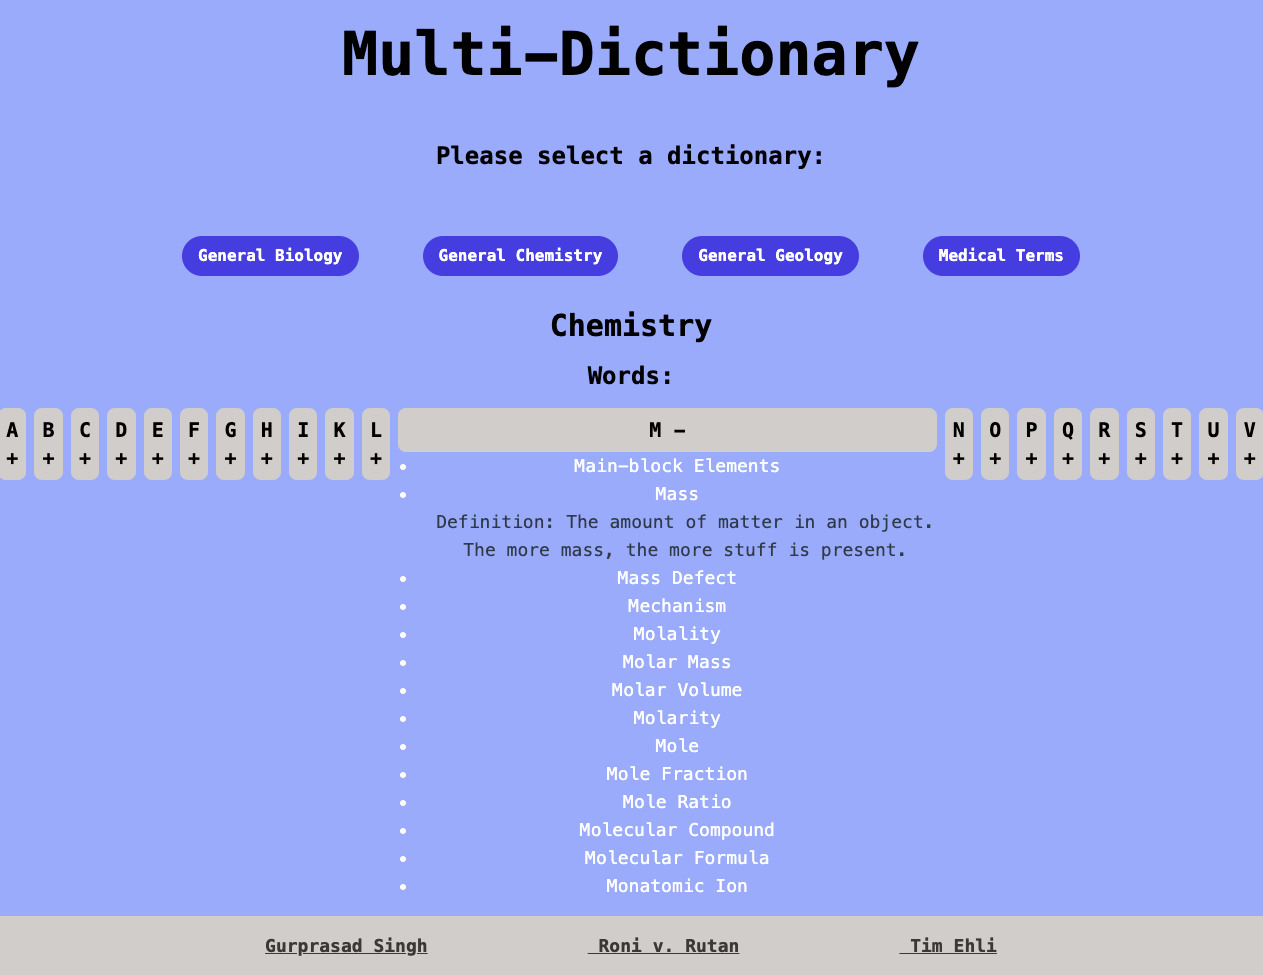 Multi-Dictionary
Please select a dictionary:
General Biology General Chemistry General Geology Medical Terms
Chemistry
Words:
A B C D E F G H I K L M - N O P Q R S T U V
+ + + + + + + + + + + + + + + + + + + +
Main-block Elements
Mass
Definition: The amount of matter in an object.
The more mass, the more stuff is present.
Mass Defect
Mechanism
Molality
Molar Mass
Molar Volume
Molarity
Mole
Mole Fraction
Mole Ratio
Molecular Compound
Molecular Formula
Monatomic Ion
Gurprasad Singh Roni v. Rutan Tim Ehli